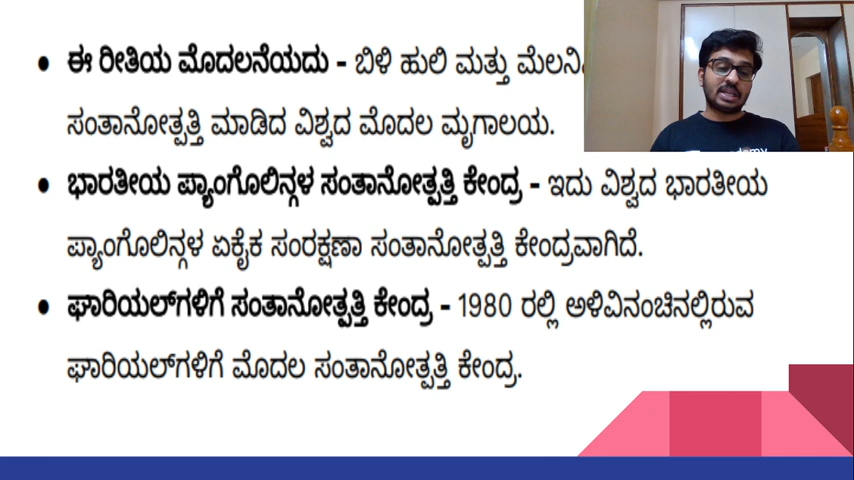 ಈ ರೀತಿಯ ಮೊದಲನೆಯದು - ಬಿಳಿ ಹುಲಿ ಮತ್ತು
ಸಂತಾನೋತ್ಪತ್ತಿ ಮಾಡಿದ ವಿಶ್ವದ ಮೊದಲ ಮೃಗಾಲಯ.
ಭಾರತೀಯ ಪ್ಯಾಂಗೊಲಿನ್ಗಳ ಸಂತಾನೋತ್ಪತ್ತಿ ಕೇಂದ್ರ - ಇದು ವಿಶ್ವದ ಭಾರತೀಯ
ಪ್ಯಾಂಗೊಲಿನ್ಗಳ ಏಕೈಕ ಸಂರಕ್ಷಣಾ ಸಂತಾನೋತ್ಪತ್ತಿ ಕೇಂದ್ರವಾಗಿದೆ.
ಘಾರಿಯಲ್‌ಗಳಿಗೆ ಸಂತಾನೋತ್ಪತ್ತಿ ಕೇಂದ್ರ - 1980 ರಲ್ಲಿ ಅಳಿವಿನಂಚಿನಲ್ಲಿರುವ
ಘಾರಿಯಲ್‌ಗಳಿಗೆ ಮೊದಲ ಸಂತಾನೋತ್ಪತ್ತಿ ಕೇಂದ್ರ.